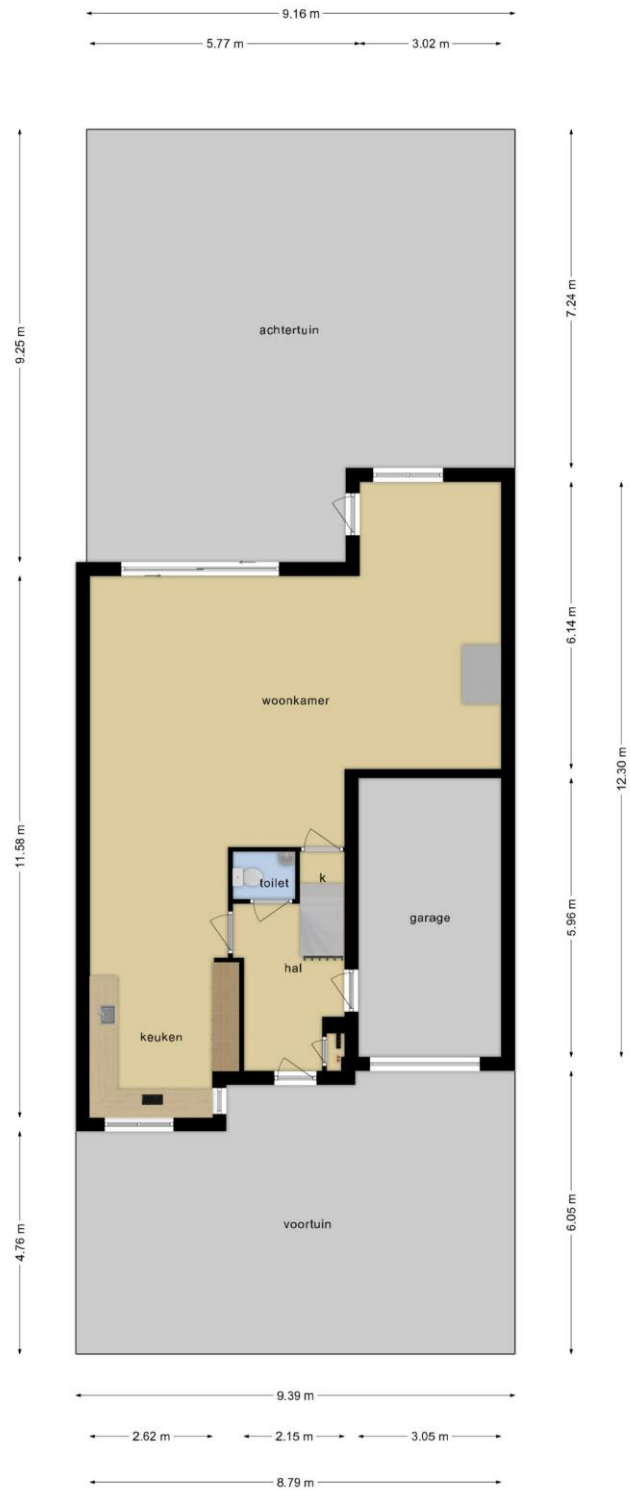 9.16 m
5.77 m
3.02 m
9.25 m
7.24 m
achtertuin
6.14 m
12.30 m
woonkamer
11.58 m
toilet
k
garage
5.96 m
hal
keuken
voortuin
4.76 m
6.05 m
9.39 m
2.62 m
2.15 m
3.05 m
8.79 m